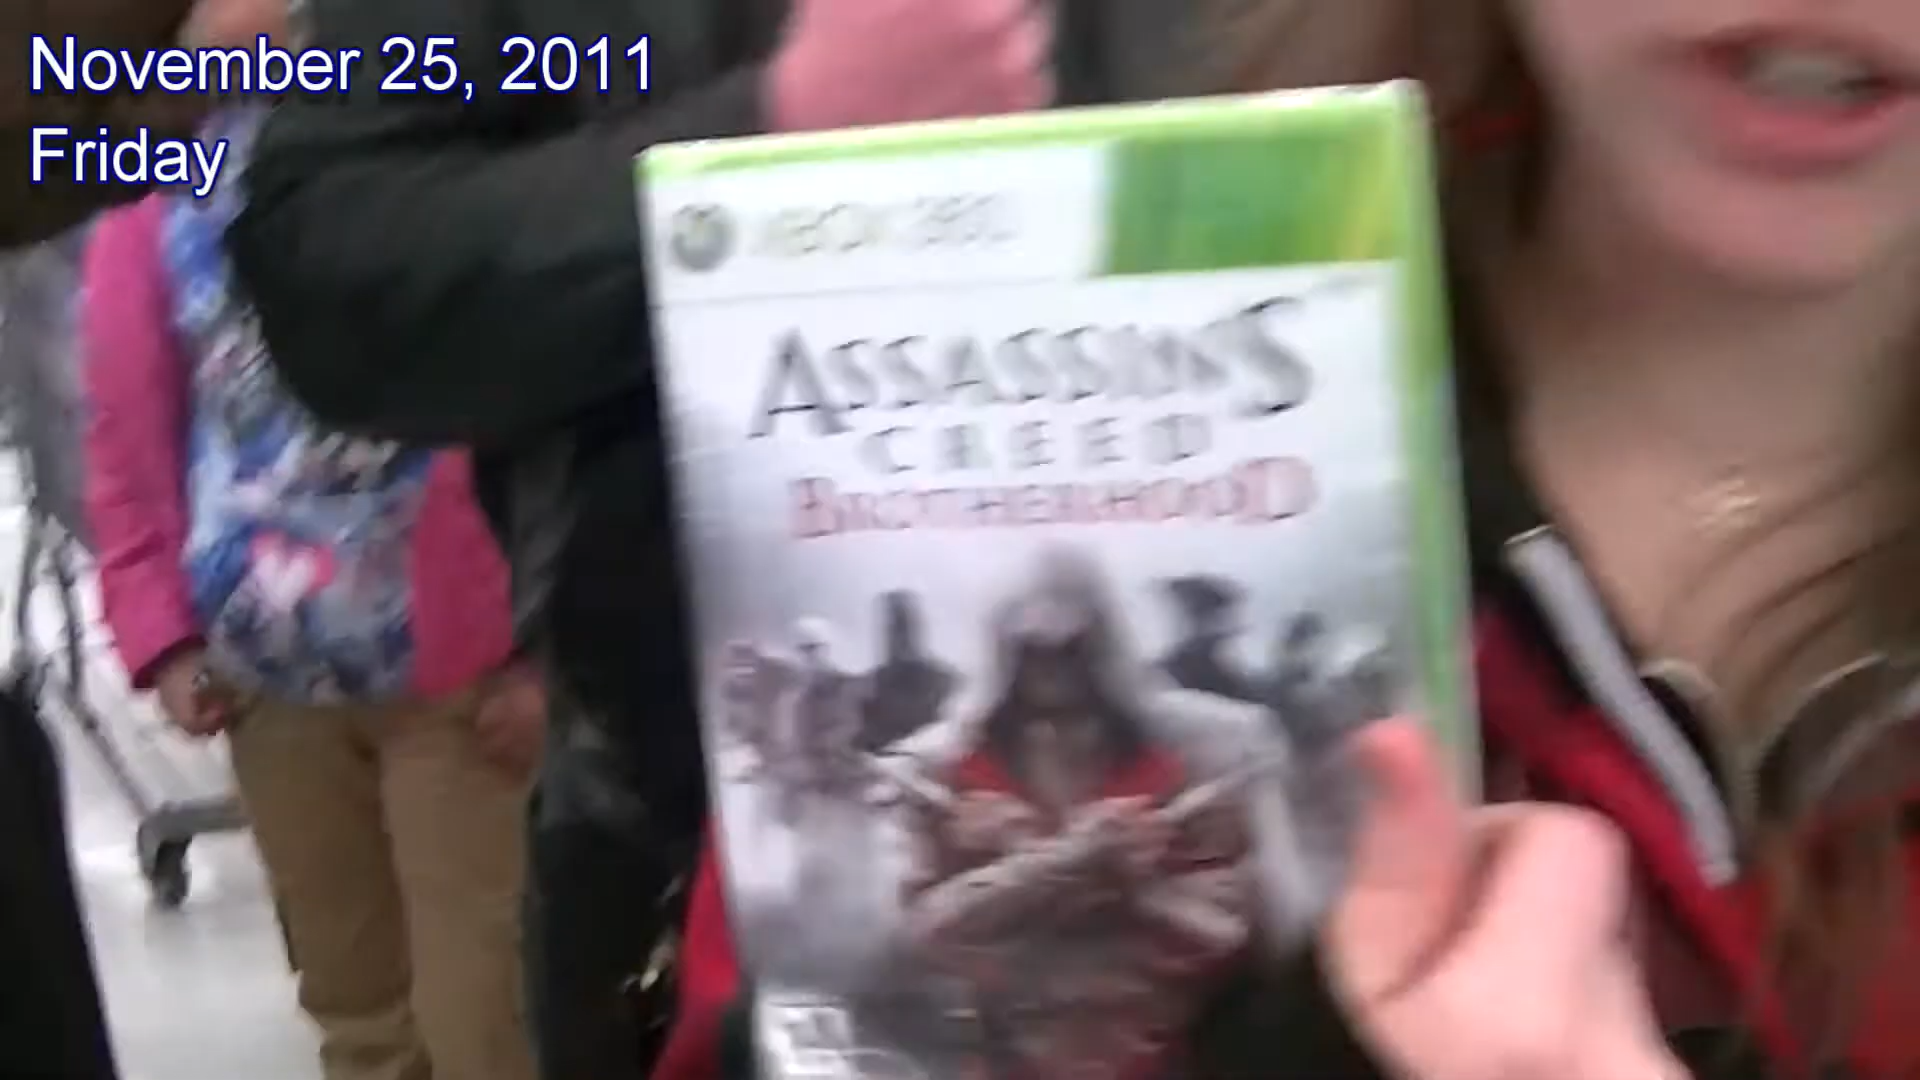 November 25, 2011
Friday
XBOX 360
ASSASSIN'S
CREED
BROTHERHOOD